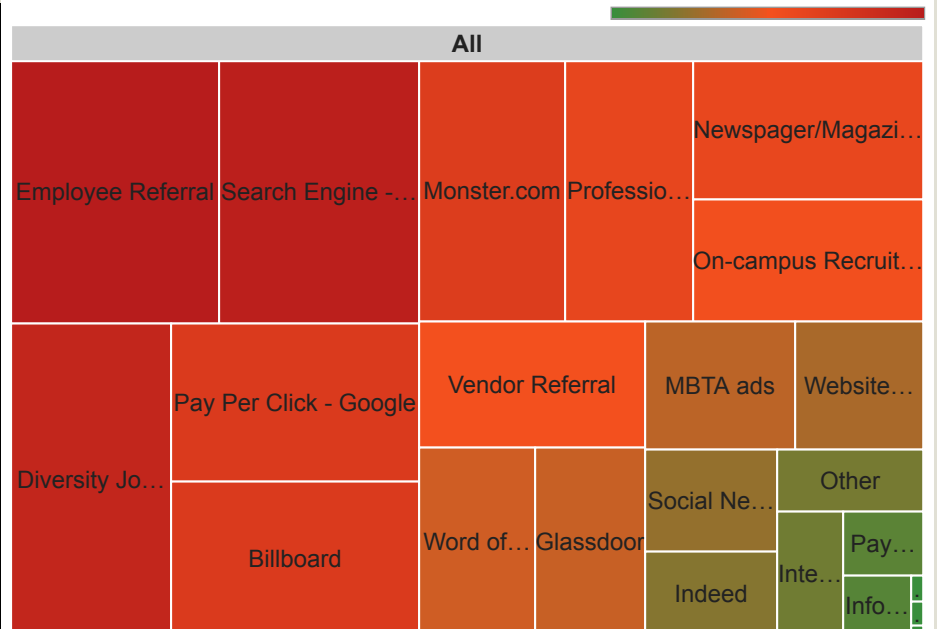 All
Employee Referral
Search Engine -…
Monster.com
Professio…
Newspager/Magazi…
On-campus Recruit…
Diversity Jo…
Pay Per Click - Google
Billboard
Vendor Referral
MBTA ads
Website…
Word of…
Glassdoor
Social Ne…
Indeed
Other
Inte…
Pay…
Info…